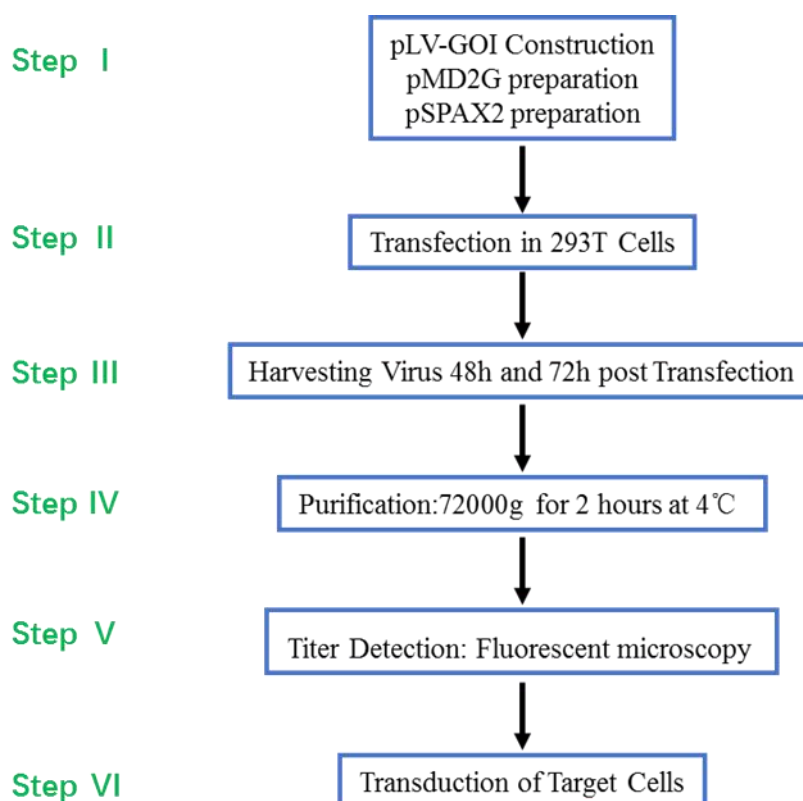 Step I
pLV-GOI Construction
pMD2G preparation
pSPAX2 preparation
Step II
Transfection in 293T Cells
Step III
Harvesting Virus 48h and 72h post Transfection
Step IV
Purification:72000g for 2 hours at 4℃
Step V
Titer Detection: Fluorescent microscopy
Step VI
Transduction of Target Cells